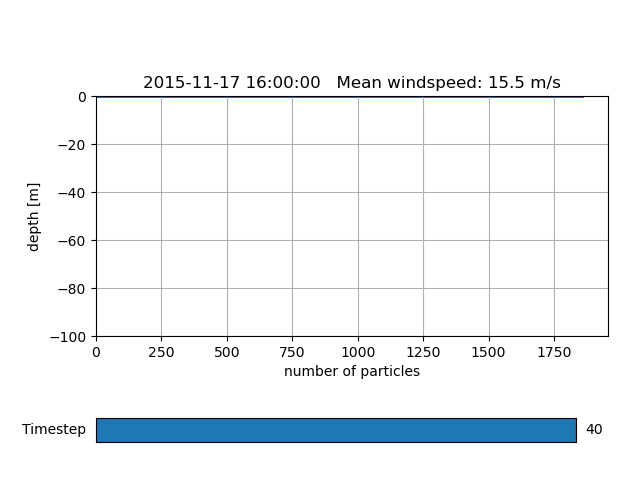 2015-11-17 16:00:00   Mean windspeed: 15.5 m/s
0
−20
−40
−60
−80
−100
depth [m]
0 250 500 750 1000 1250 1500 1750
number of particles
Timestep 40